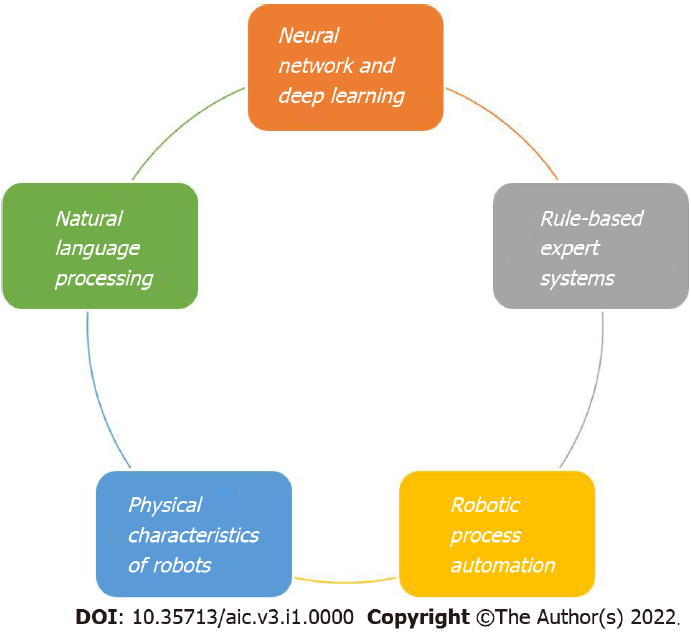 Neural
network and
deep learning
Natural
language
processing
Rule-based
expert
systems
Physical
characteristics
of robots
Robotic
process
automation
DOI: 10.35713/aic.v3.i1.0000 Copyright ©The Author(s) 2022.